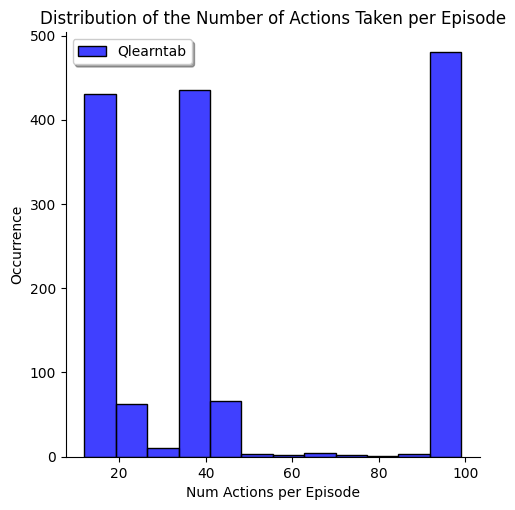 Distribution of the Number of Actions Taken per Episode
Qlearntab
500
400
300
200
100
0
Occurrence
20 40 60 80 100
Num Actions per Episode